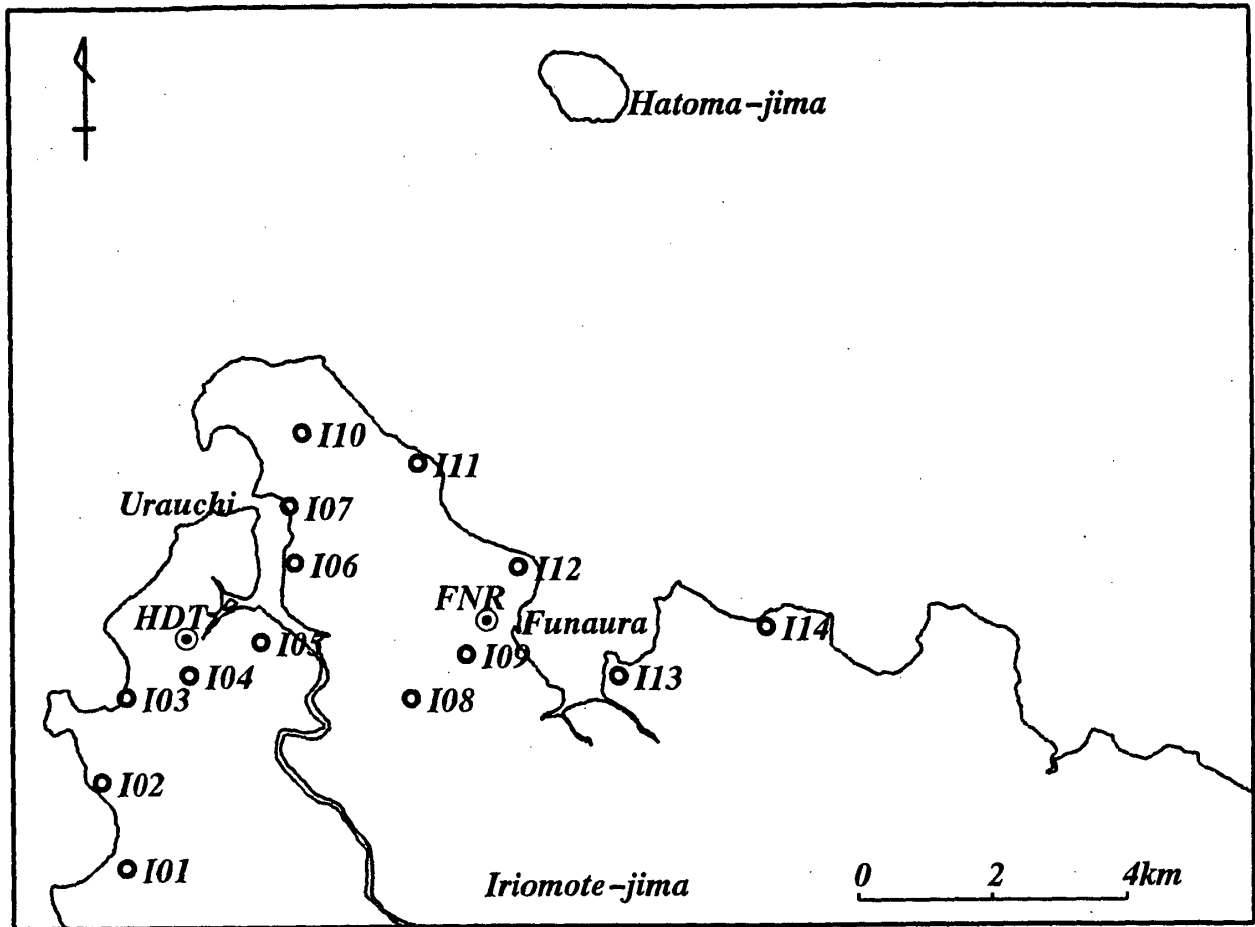 Hatoma-jima
I10
I11
Urauchi
I07
I06
I12
FNR
HDT
Funaura
I05
I14
I09
I04
I13
I03
I08
I02
I01
Iriomote-jima
0 2 4km